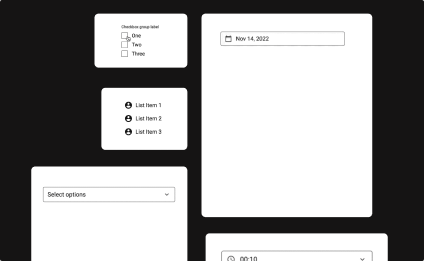 Checkbox group label
One
Two
Three
List Item 1
List Item 2
List Item 3
Select options
Nov 14, 2022
00:10